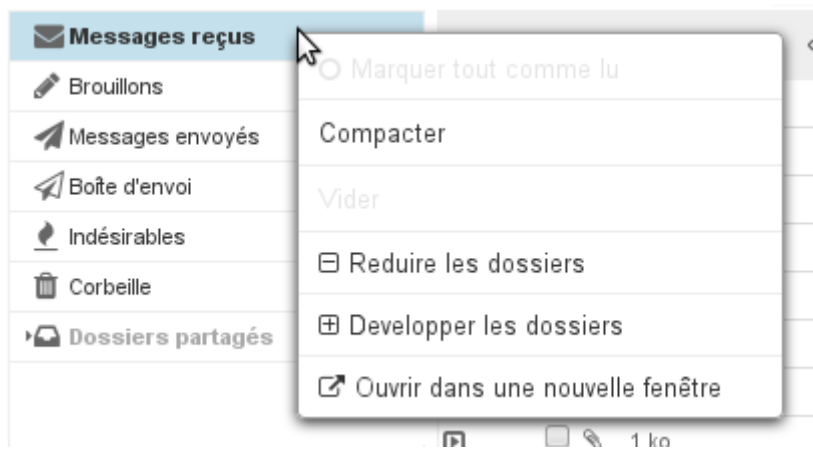 Messages reçus
Brouillons
Messages envoyés
Boîte d'envoi
Indésirables
Corbeille
Dossiers partagés
Marquer tout comme lu
Compacter
Vider
Reduire les dossiers
Developper les dossiers
Ouvrir dans une nouvelle fenêtre
1 ko